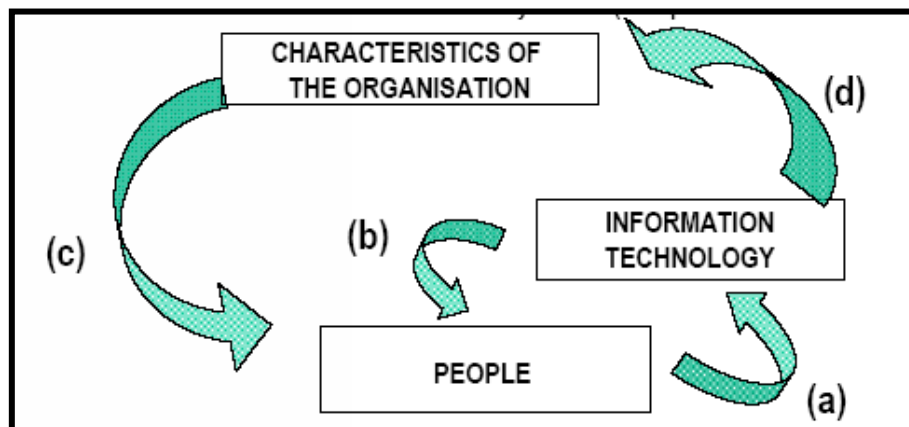 CHARACTERISTICS OF
THE ORGANISATION
(d)
INFORMATION
TECHNOLOGY
(b)
(c)
PEOPLE
(a)